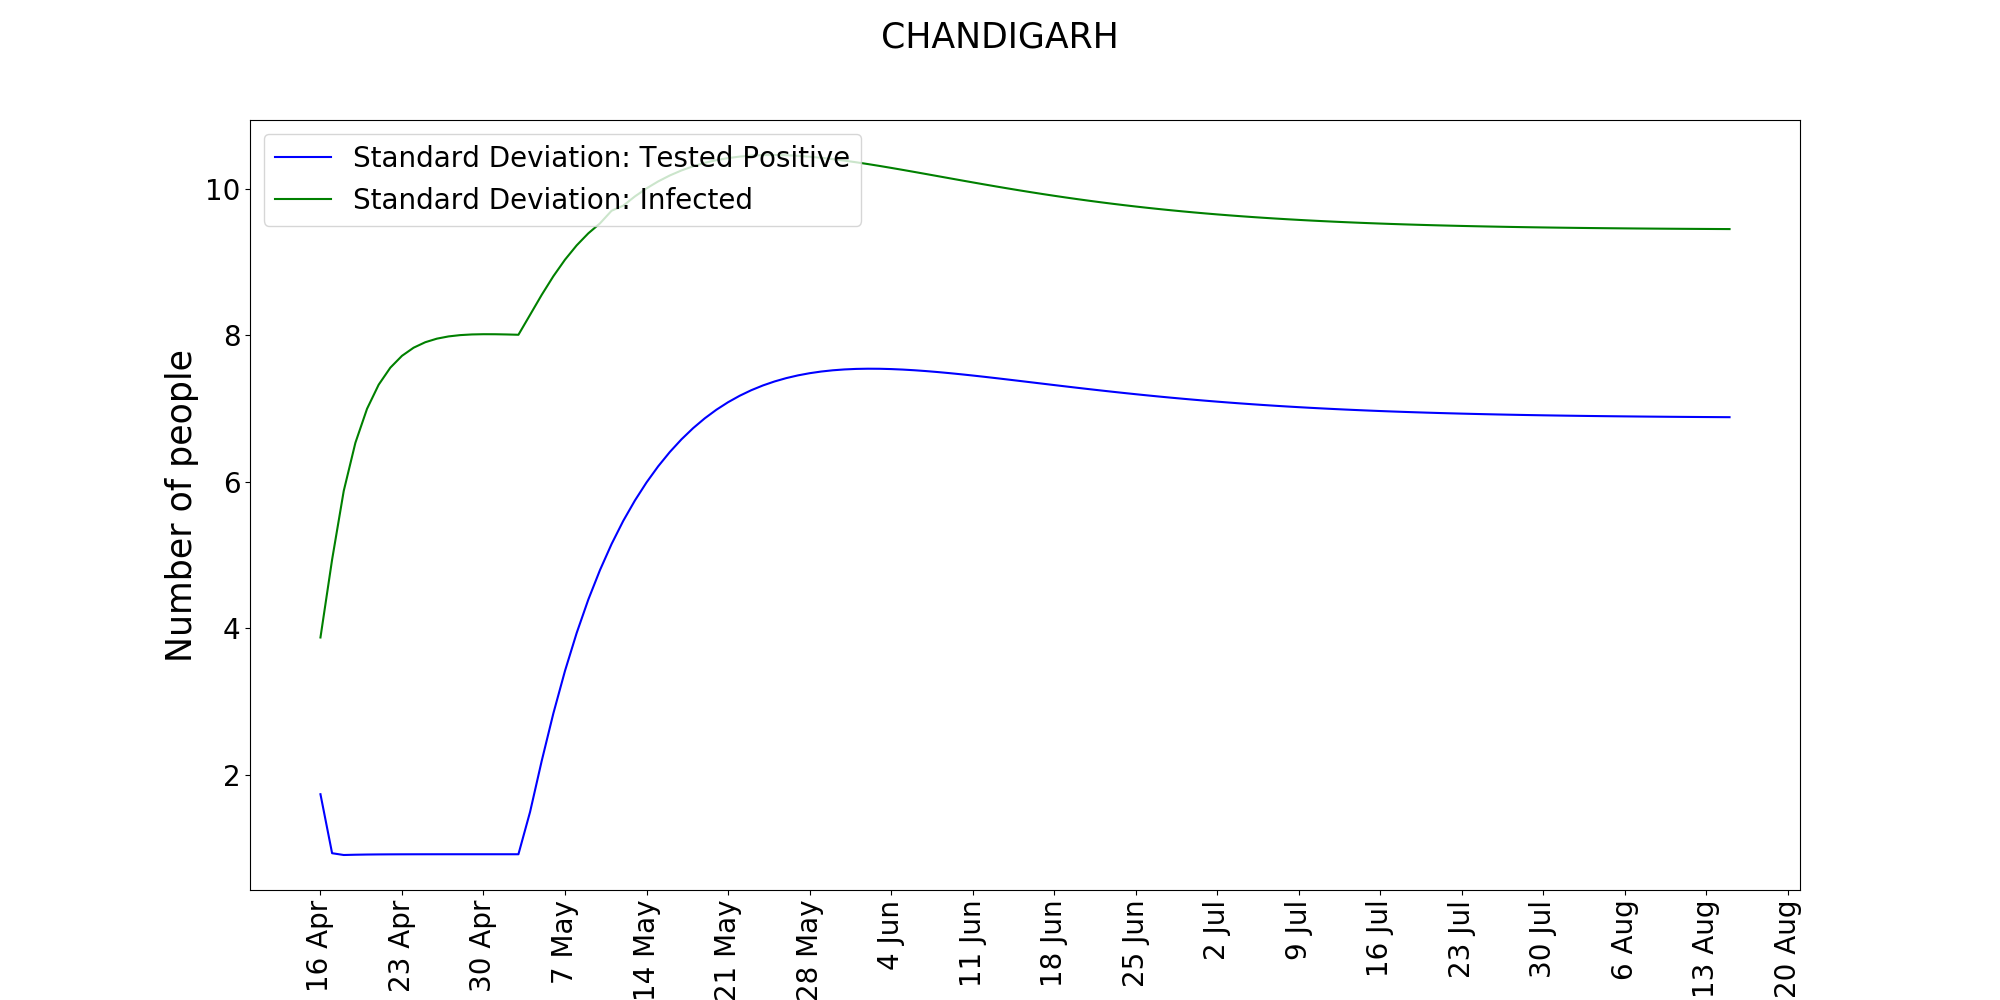 CHANDIGARH
Standard Deviation: Tested Positive
Standard Deviation: Infected
Number of people
10
8
6
4
2
16 Apr
23 Apr
30 Apr
7 May
14 May
21 May
28 May
4 Jun
11 Jun
18 Jun
25 Jun
2 Jul
9 Jul
16 Jul
23 Jul
30 Jul
6 Aug
13 Aug
20 Aug